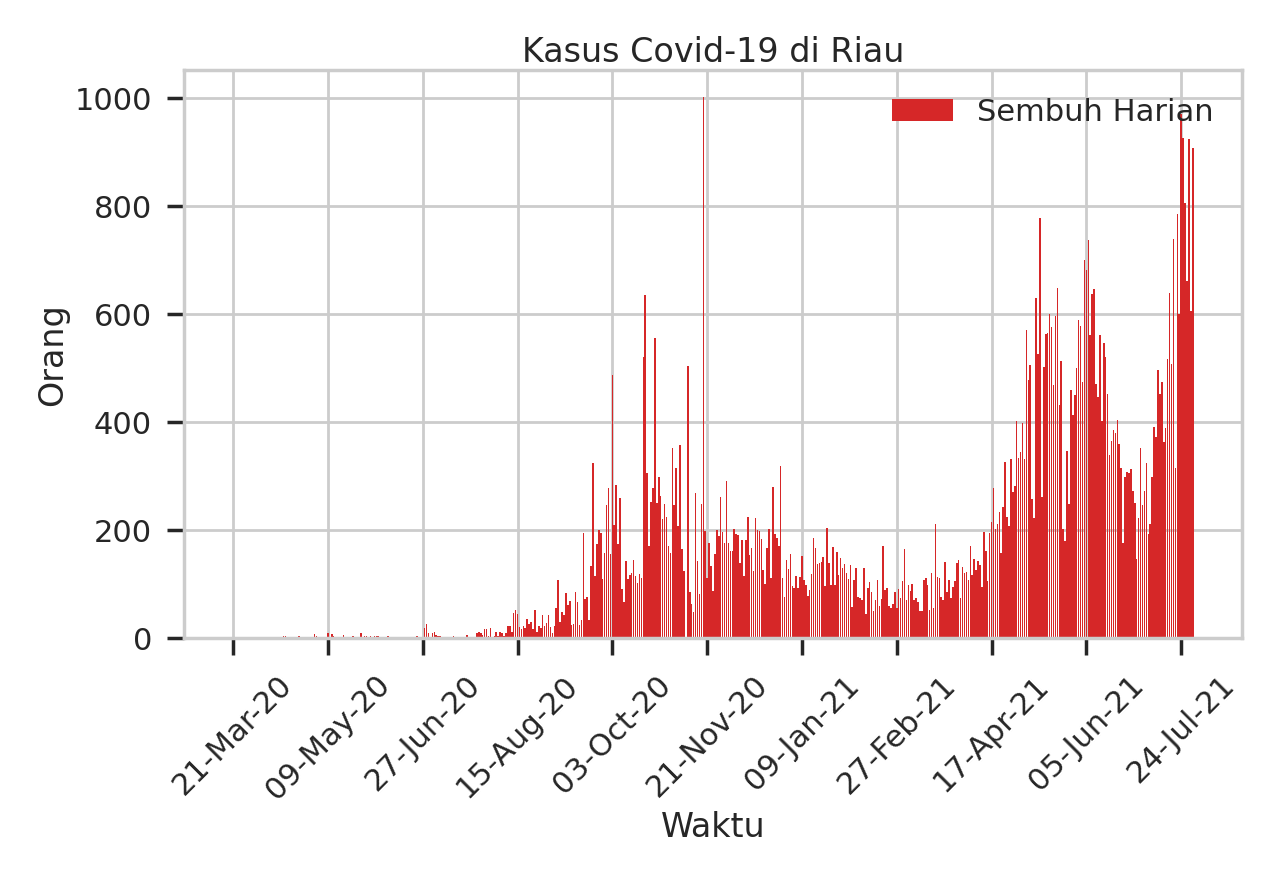 Kasus Covid-19 di Riau
Sembuh Harian
Orang
1000
800
600
400
200
0
21-Mar-20
09-May-20
27-Jun-20
15-Aug-20
03-Oct-20
21-Nov-20
09-Jan-21
27-Feb-21
17-Apr-21
05-Jun-21
24-Jul-21
Waktu